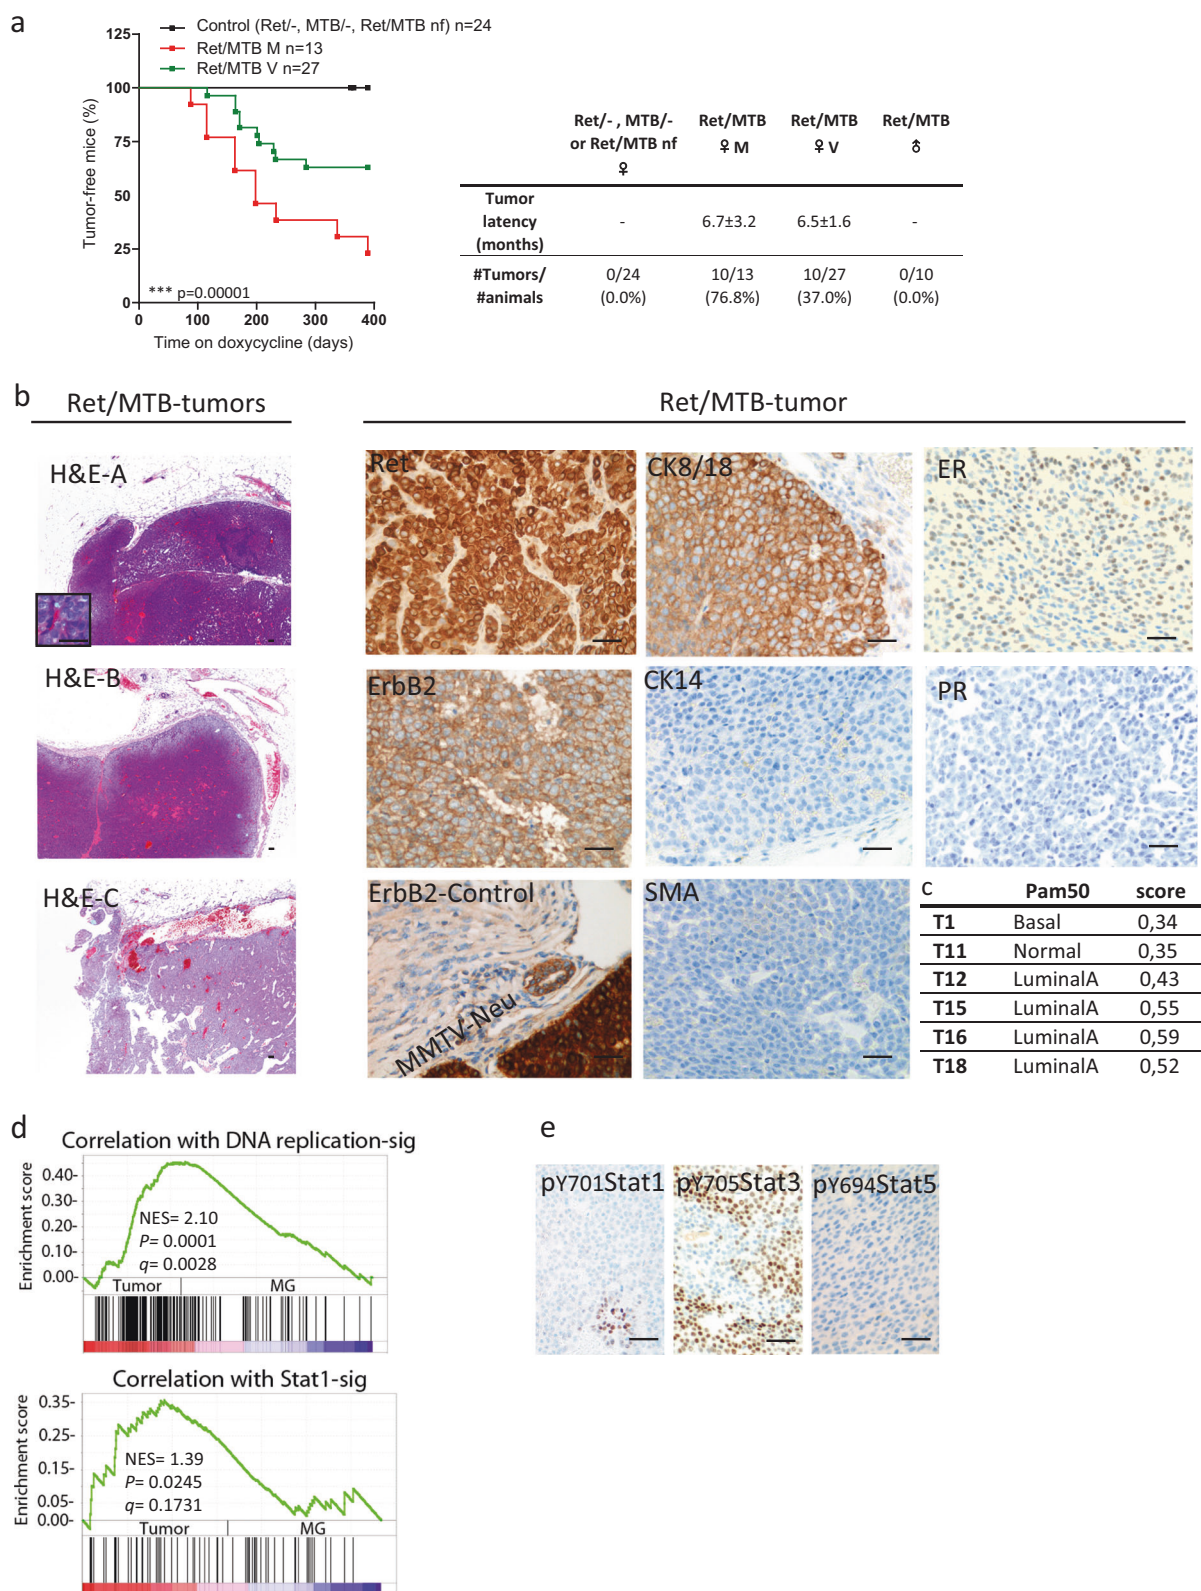 a
125
100
75
50
25
0
Tumor-free mice (%)
Control (Ret/-, MTB/-, Ret/MTB nf) n=24
Ret/MTB M n=13
Ret/MTB V n=27
*** p=0.00001
0 100 200 300 400
Time on doxycycline (days)
Ret/- , MTB/- Ret/MTB Ret/MTB Ret/MTB
or Ret/MTB nf ♀ M ♀ V ♂
♀
Tumor
latency - 6.7±3.2 6.5±1.6 -
(months)
#Tumors/ 0/24 10/13 10/27 0/10
#animals (0.0%) (76.8%) (37.0%) (0.0%)
b
Ret/MTB-tumors
Ret/MTB-tumor
H&E-A
Ret
CK8/18
ER
H&E-B
ErbB2
CK14
PR
H&E-C
ErbB2-Control
MMTV-Neu
SMA
c
Pam50 score
T1 Basal 0,34
T11 Normal 0,35
T12 LuminalA 0,43
T15 LuminalA 0,55
T16 LuminalA 0,59
T18 LuminalA 0,52
d
Correlation with DNA replication-sig
Enrichment score
0.40-
0.30-
0.20-
0.10-
0.00-
NES= 2.10
P= 0.0001
q= 0.0028
Tumor MG
Correlation with Stat1-sig
Enrichment score
0.35-
0.25-
0.15-
0.05-
0.00-
NES= 1.39
P= 0.0245
q= 0.1731
Tumor MG
e
pY701Stat1
pY705Stat3
pY694Stat5